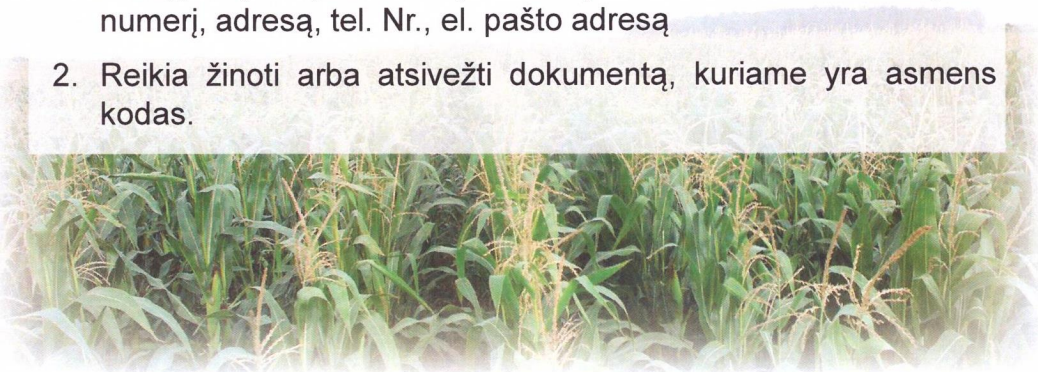 numerį, adresą, tel. Nr., el. pašto adresą
2. Reikia žinoti arba atsivežti dokumentą, kuriame yra asmens
kodas.